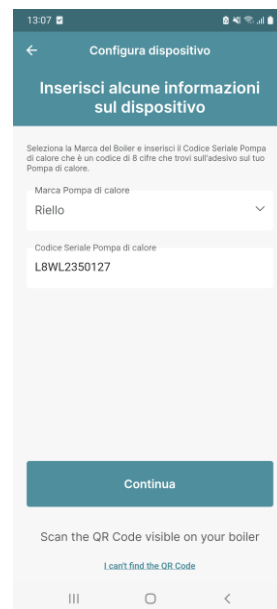 13:07
Configura dispositivo
Inserisci alcune informazioni
sul dispositivo
Seleziona la Marca del Boiler e inserisci il Codice Seriale Pompa
di calore che è un codice di 8 cifre che trovi sull'adesivo sul tuo
Pompa di calore.
Marca Pompa di calore
Riello
Codice Seriale Pompa di calore
L8WL2350127
Continua
Scan the QR Code visible on your boiler
I can't find the QR Code